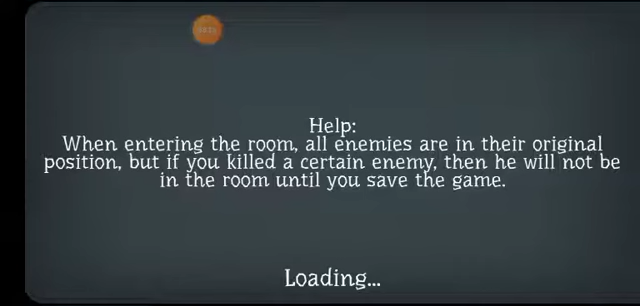 Help:
When entering the room, all enemies are in their original
position, but if you killed a certain enemy, then he will not be
in the room until you save the game.
Loading...